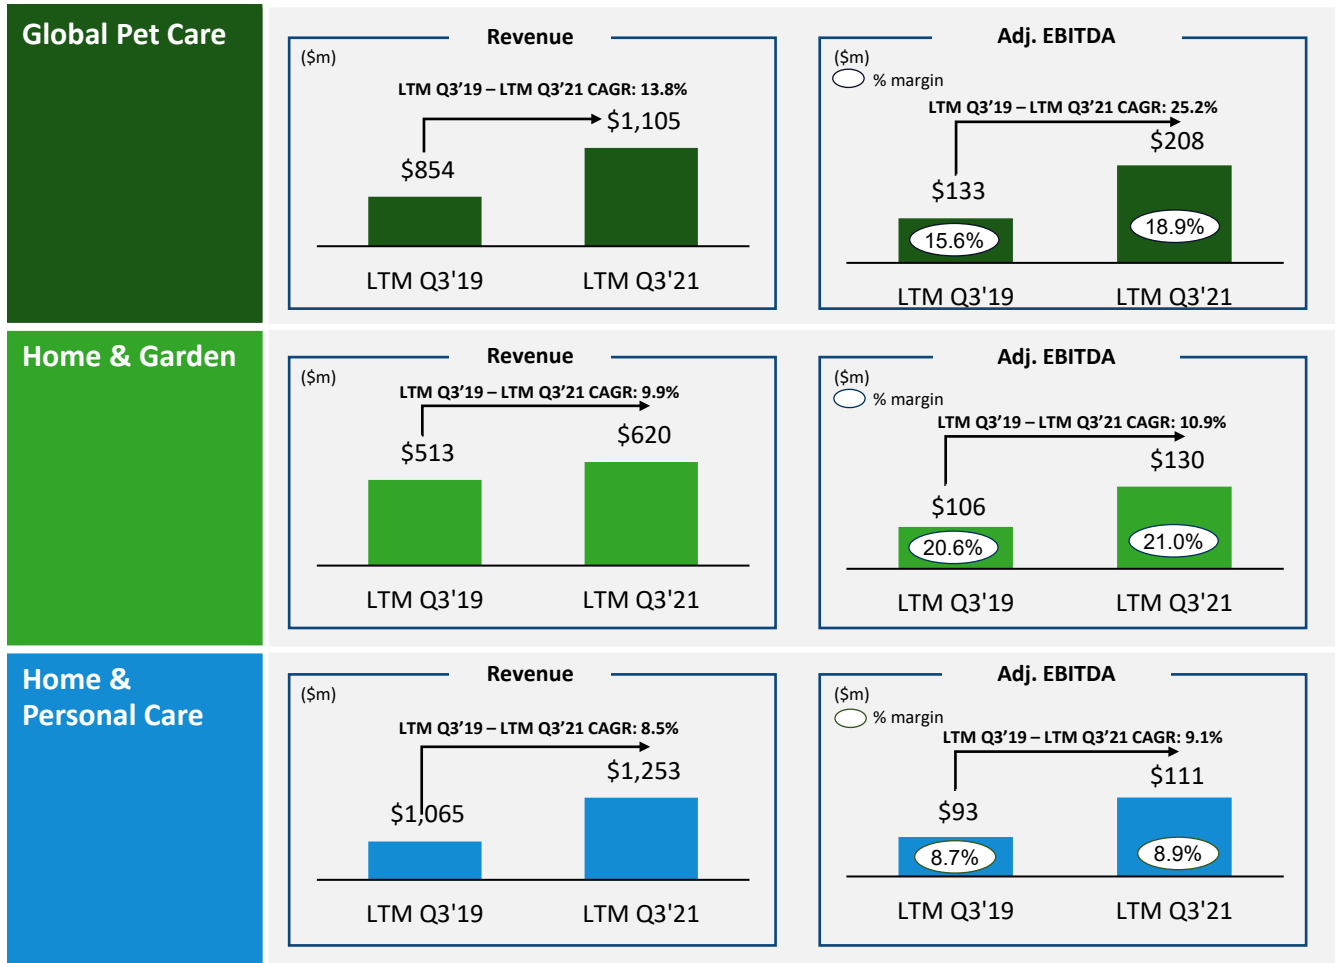 Global Pet Care
Revenue
($m)
LTM Q3’19 – LTM Q3’21 CAGR: 13.8%
$1,105
$854
LTM Q3'19
LTM Q3'21
Adj. EBITDA
($m)
% margin
LTM Q3’19 – LTM Q3’21 CAGR: 25.2%
$208
$133
18.9%
15.6%
LTM Q3'19
LTM Q3'21
Home & Garden
Revenue
($m)
LTM Q3’19 – LTM Q3’21 CAGR: 9.9%
$620
$513
LTM Q3'19
LTM Q3'21
Adj. EBITDA
($m)
% margin
LTM Q3’19 – LTM Q3’21 CAGR: 10.9%
$130
$106
21.0%
20.6%
LTM Q3'19
LTM Q3'21
Home &
Personal Care
Revenue
($m)
LTM Q3’19 – LTM Q3’21 CAGR: 8.5%
$1,253
$1,065
LTM Q3'19
LTM Q3'21
Adj. EBITDA
($m)
% margin
LTM Q3’19 – LTM Q3’21 CAGR: 9.1%
$111
$93
8.9%
8.7%
LTM Q3'19
LTM Q3'21